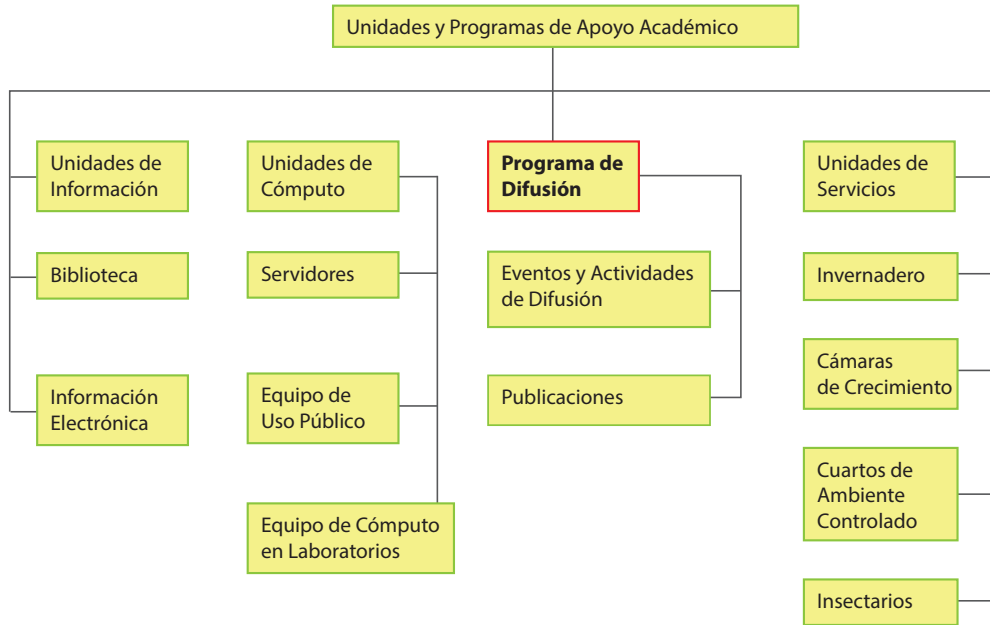 Unidades y Programas de Apoyo Académico
Unidades de
Información
Biblioteca
Información
Electrónica
Unidades de
Cómputo
Servidores
Equipo de
Uso Público
Equipo de Cómputo
en Laboratorios
Programa de
Difusión
Eventos y Actividades
de Difusión
Publicaciones
Unidades de
Servicios
Invernadero
Cámaras
de Crecimiento
Cuartos de
Ambiente
Controlado
Insectarios